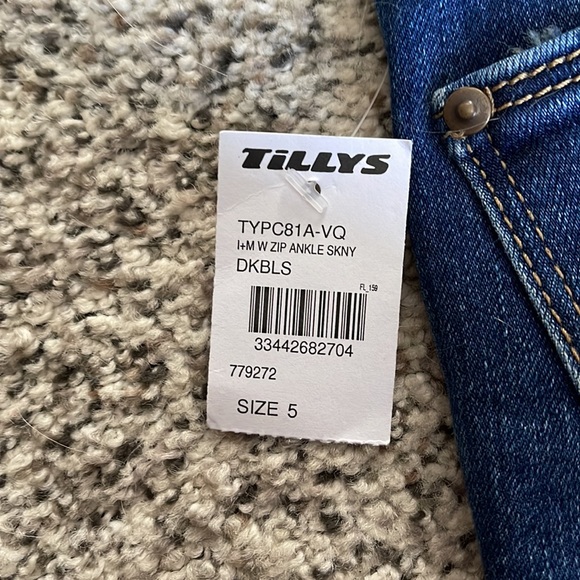 TiLLYS
TYPC81A-VQ
I+M W ZIP ANKLE SKNY
DKBLS
FL_159
33442682704
779272
SIZE 5